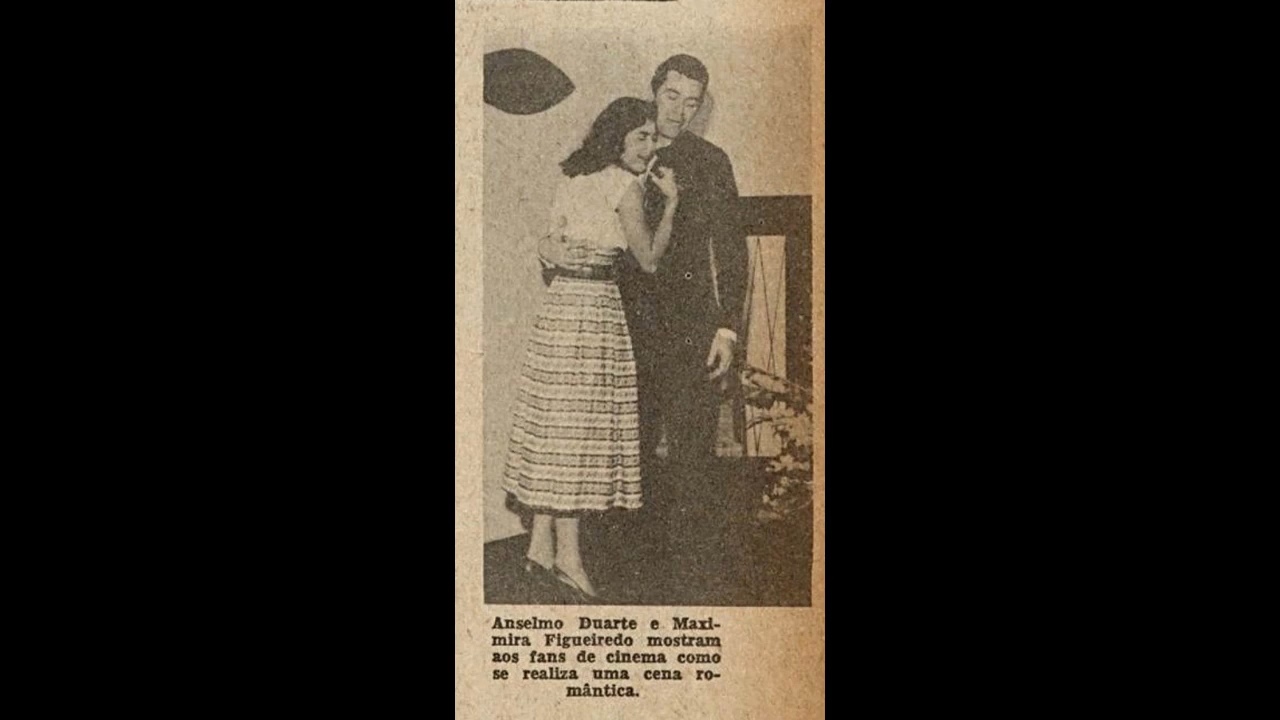 Anselmo Duarte e Maxi-
mira Figueiredo mostram
aos fans de cinema como
se realiza uma cena ro-
mântica.